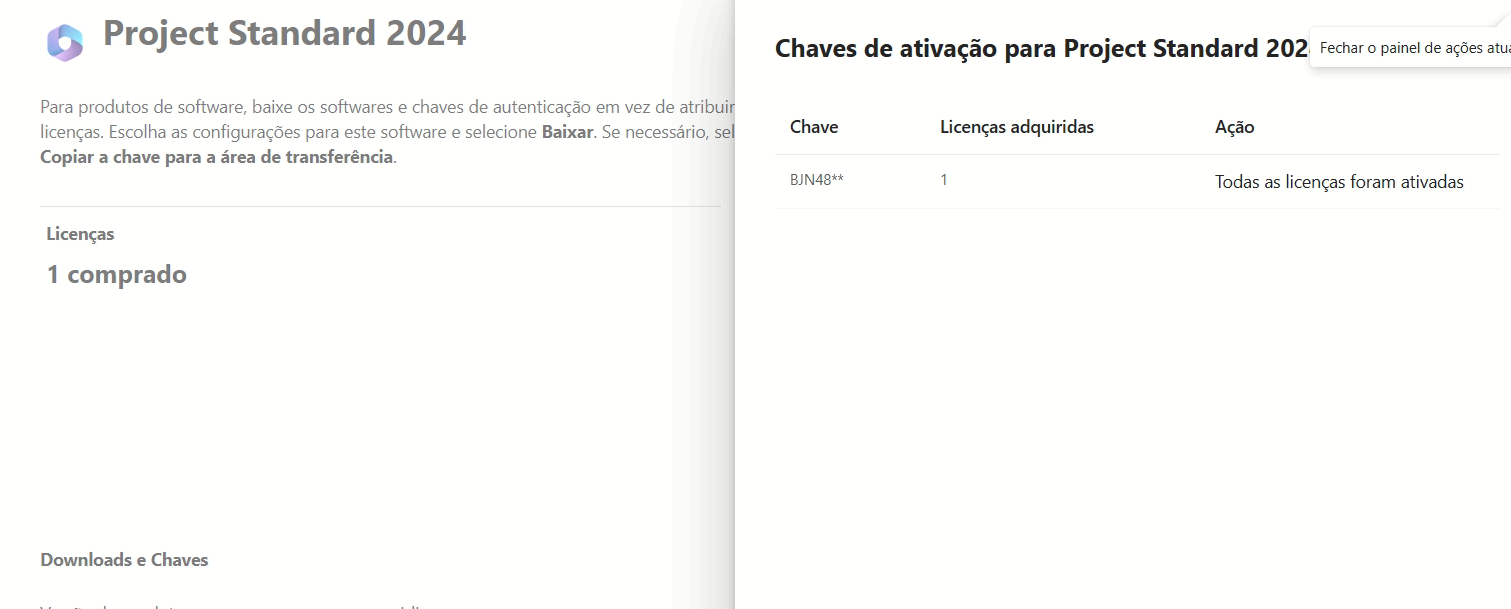 Project Standard 2024
Para produtos de software, baixe os softwares e chaves de autenticação em vez de atribuir
licenças. Escolha as configurações para este software e selecione Baixar. Se necessário,
Copiar a chave para a área de transferência.
Licenças
1 comprado
Downloads e Chaves
Chaves de ativação para Project Standard
Fechar o painel de ações
Chave Licenças adquiridas Ação
BJN48** 1 Todas as licenças foram ativadas